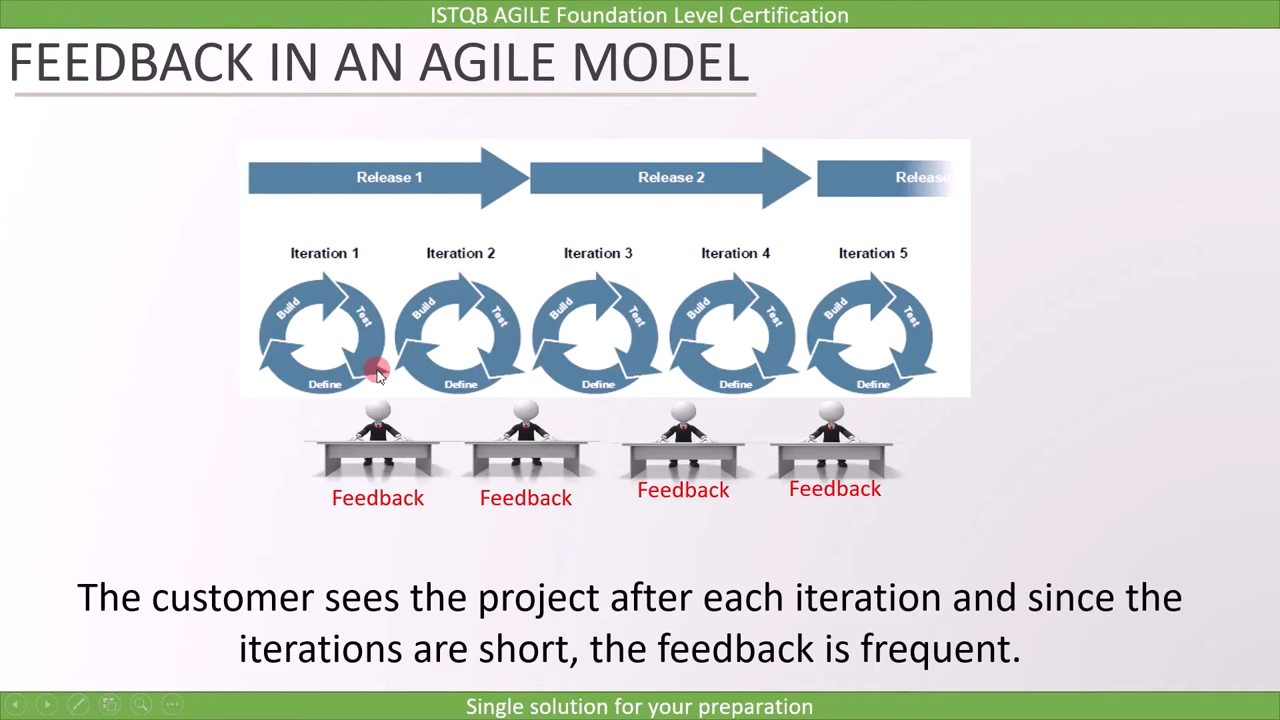 ISTQB AGILE Foundation Level Certification
FEEDBACK IN AN AGILE MODEL
Release 1
Release 2
Release
Iteration 1
Iteration 2
Iteration 3
Iteration 4
Iteration 5
Build
Test
Define
Build
Test
Define
Build
Test
Define
Build
Test
Define
Build
Test
Define
Feedback
Feedback
Feedback
Feedback
The customer sees the project after each iteration and since the
iterations are short, the feedback is frequent.
Single solution for your preparation